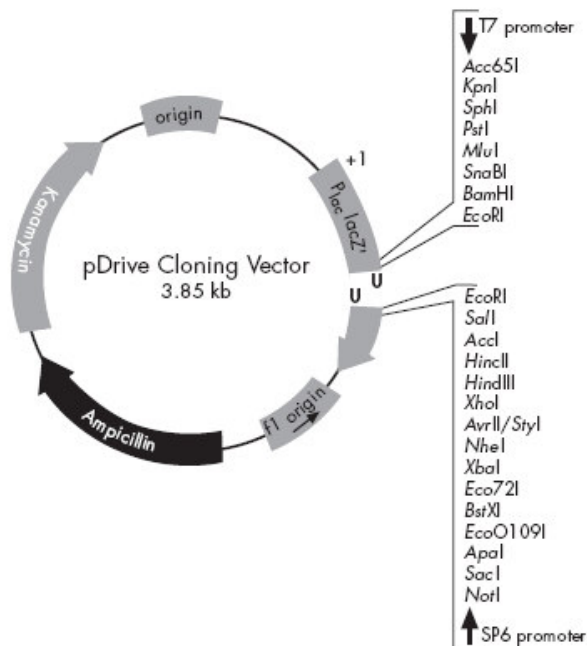 T7 promoter
Acc65I
KpnI
SphI
PstI
MluI
SnaBI
BamHI
EcoRI
origin
+1
Plac lacZ'
Kanamycin
pDrive Cloning Vector
3.85 kb
U
U
EcoRI
SalI
AccI
HincII
HindIII
XhoI
AvrII/StyI
NheI
XbaI
Eco72I
BstXI
EcoO109I
ApaI
SacI
NotI
f1 origin
Ampicillin
SP6 promoter